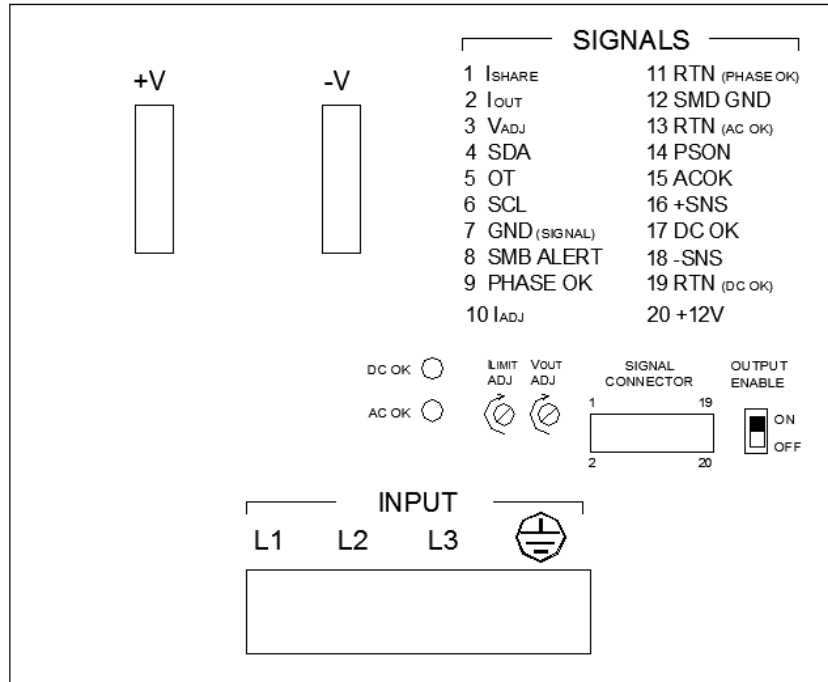 +V
-V
SIGNALS
1 ISHARE
2 IOUT
3 VADJ
4 SDA
5 OT
6 SCL
7 GND (SIGNAL)
8 SMB ALERT
9 PHASE OK
10 IADJ
11 RTN (PHASE OK)
12 SMD GND
13 RTN (AC OK)
14 PSON
15 ACOK
16 +SNS
17 DC OK
18 -SNS
19 RTN (DC OK)
20 +12V
DC OK
AC OK
ILIMIT
ADJ
VOUT
ADJ
SIGNAL
CONNECTOR
1 19
2 20
OUTPUT
ENABLE
ON
OFF
INPUT
L1 L2 L3